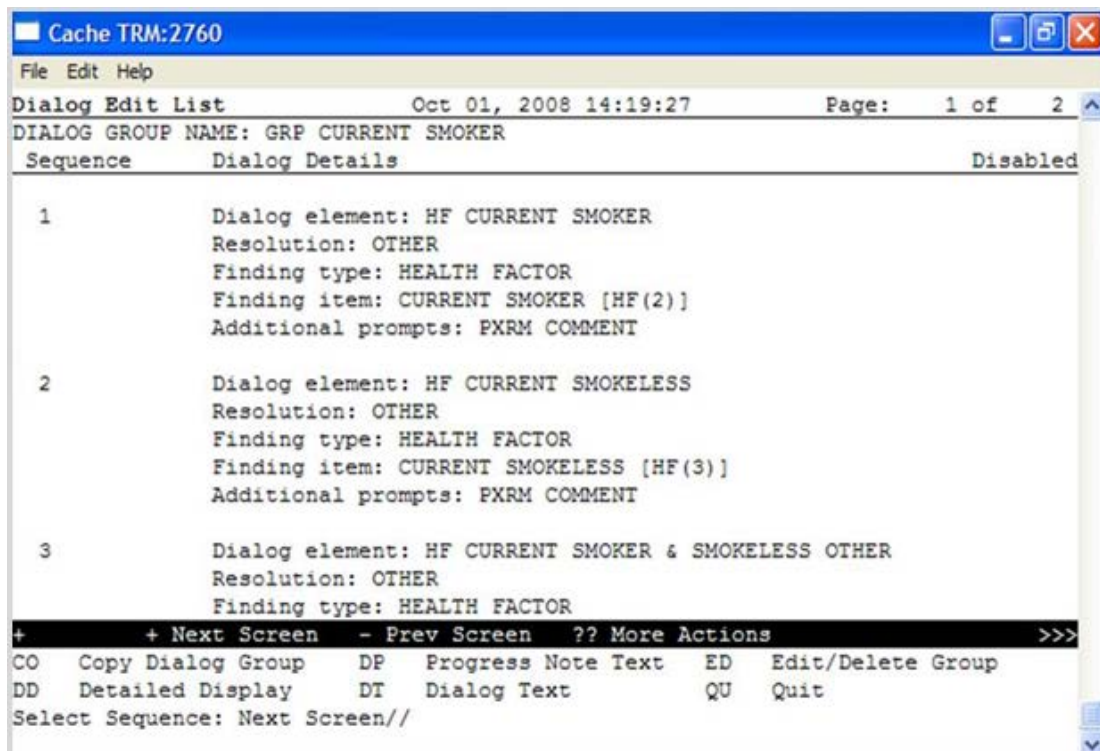 Cache TRM:2760
File Edit Help
Dialog Edit List Oct 01, 2008 14:19:27 Page: 1 of 2
DIALOG GROUP NAME: GRP CURRENT SMOKER
Sequence Dialog Details Disabled
1 Dialog element: HF CURRENT SMOKER
Resolution: OTHER
Finding type: HEALTH FACTOR
Finding item: CURRENT SMOKER [HF(2)]
Additional prompts: PXRM COMMENT
2 Dialog element: HF CURRENT SMOKELESS
Resolution: OTHER
Finding type: HEALTH FACTOR
Finding item: CURRENT SMOKELESS [HF(3)]
Additional prompts: PXRM COMMENT
3 Dialog element: HF CURRENT SMOKER & SMOKELESS OTHER
Resolution: OTHER
Finding type: HEALTH FACTOR
+ + Next Screen - Prev Screen ?? More Actions >>>
CO Copy Dialog Group DP Progress Note Text ED Edit/Delete Group
DD Detailed Display DT Dialog Text QU Quit
Select Sequence: Next Screen//